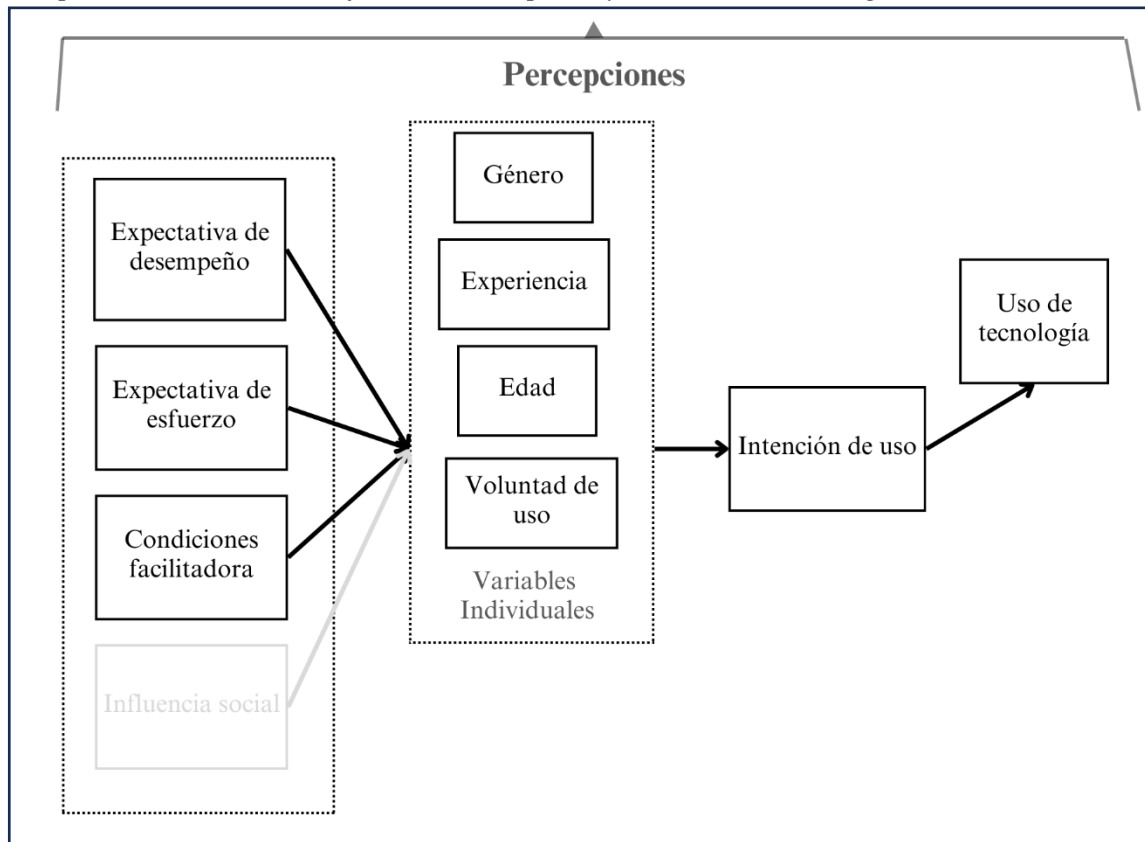 Percepciones
Expectativa de
desempeño
Expectativa de
esfuerzo
Condiciones
facilitadora
Influencia social
Género
Experiencia
Edad
Voluntad de
uso
Variables
Individuales
Intención de uso
Uso de
tecnología